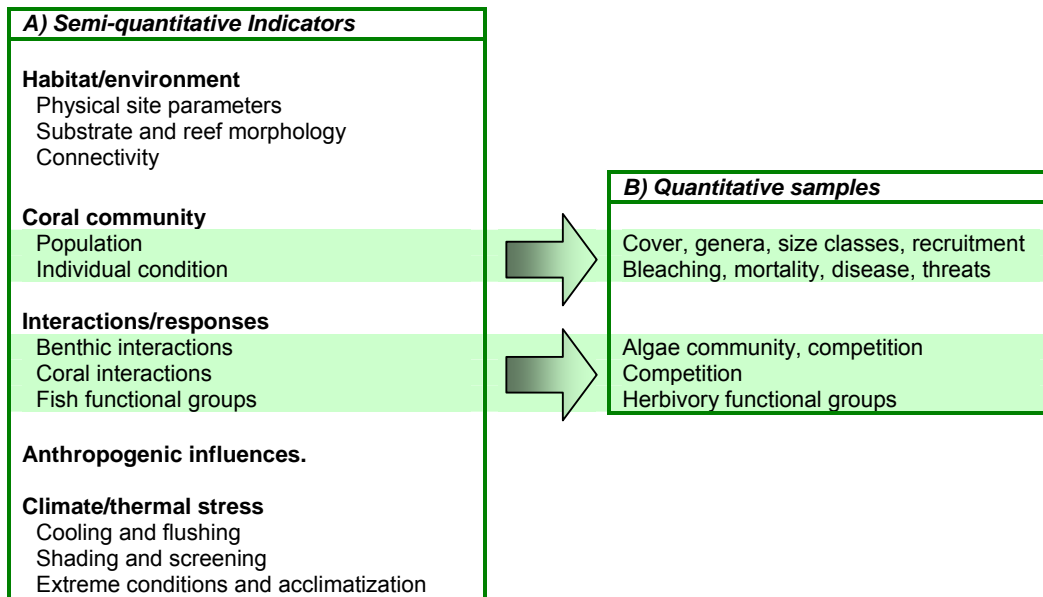 A) Semi-quantitative Indicators
Habitat/environment
Physical site parameters
Substrate and reef morphology
Connectivity
Coral community
Population
Individual condition
Interactions/responses
Benthic interactions
Coral interactions
Fish functional groups
Anthropogenic influences.
Climate/thermal stress
Cooling and flushing
Shading and screening
Extreme conditions and acclimatization
B) Quantitative samples
Cover, genera, size classes, recruitment
Bleaching, mortality, disease, threats
Algae community, competition
Competition
Herbivory functional groups